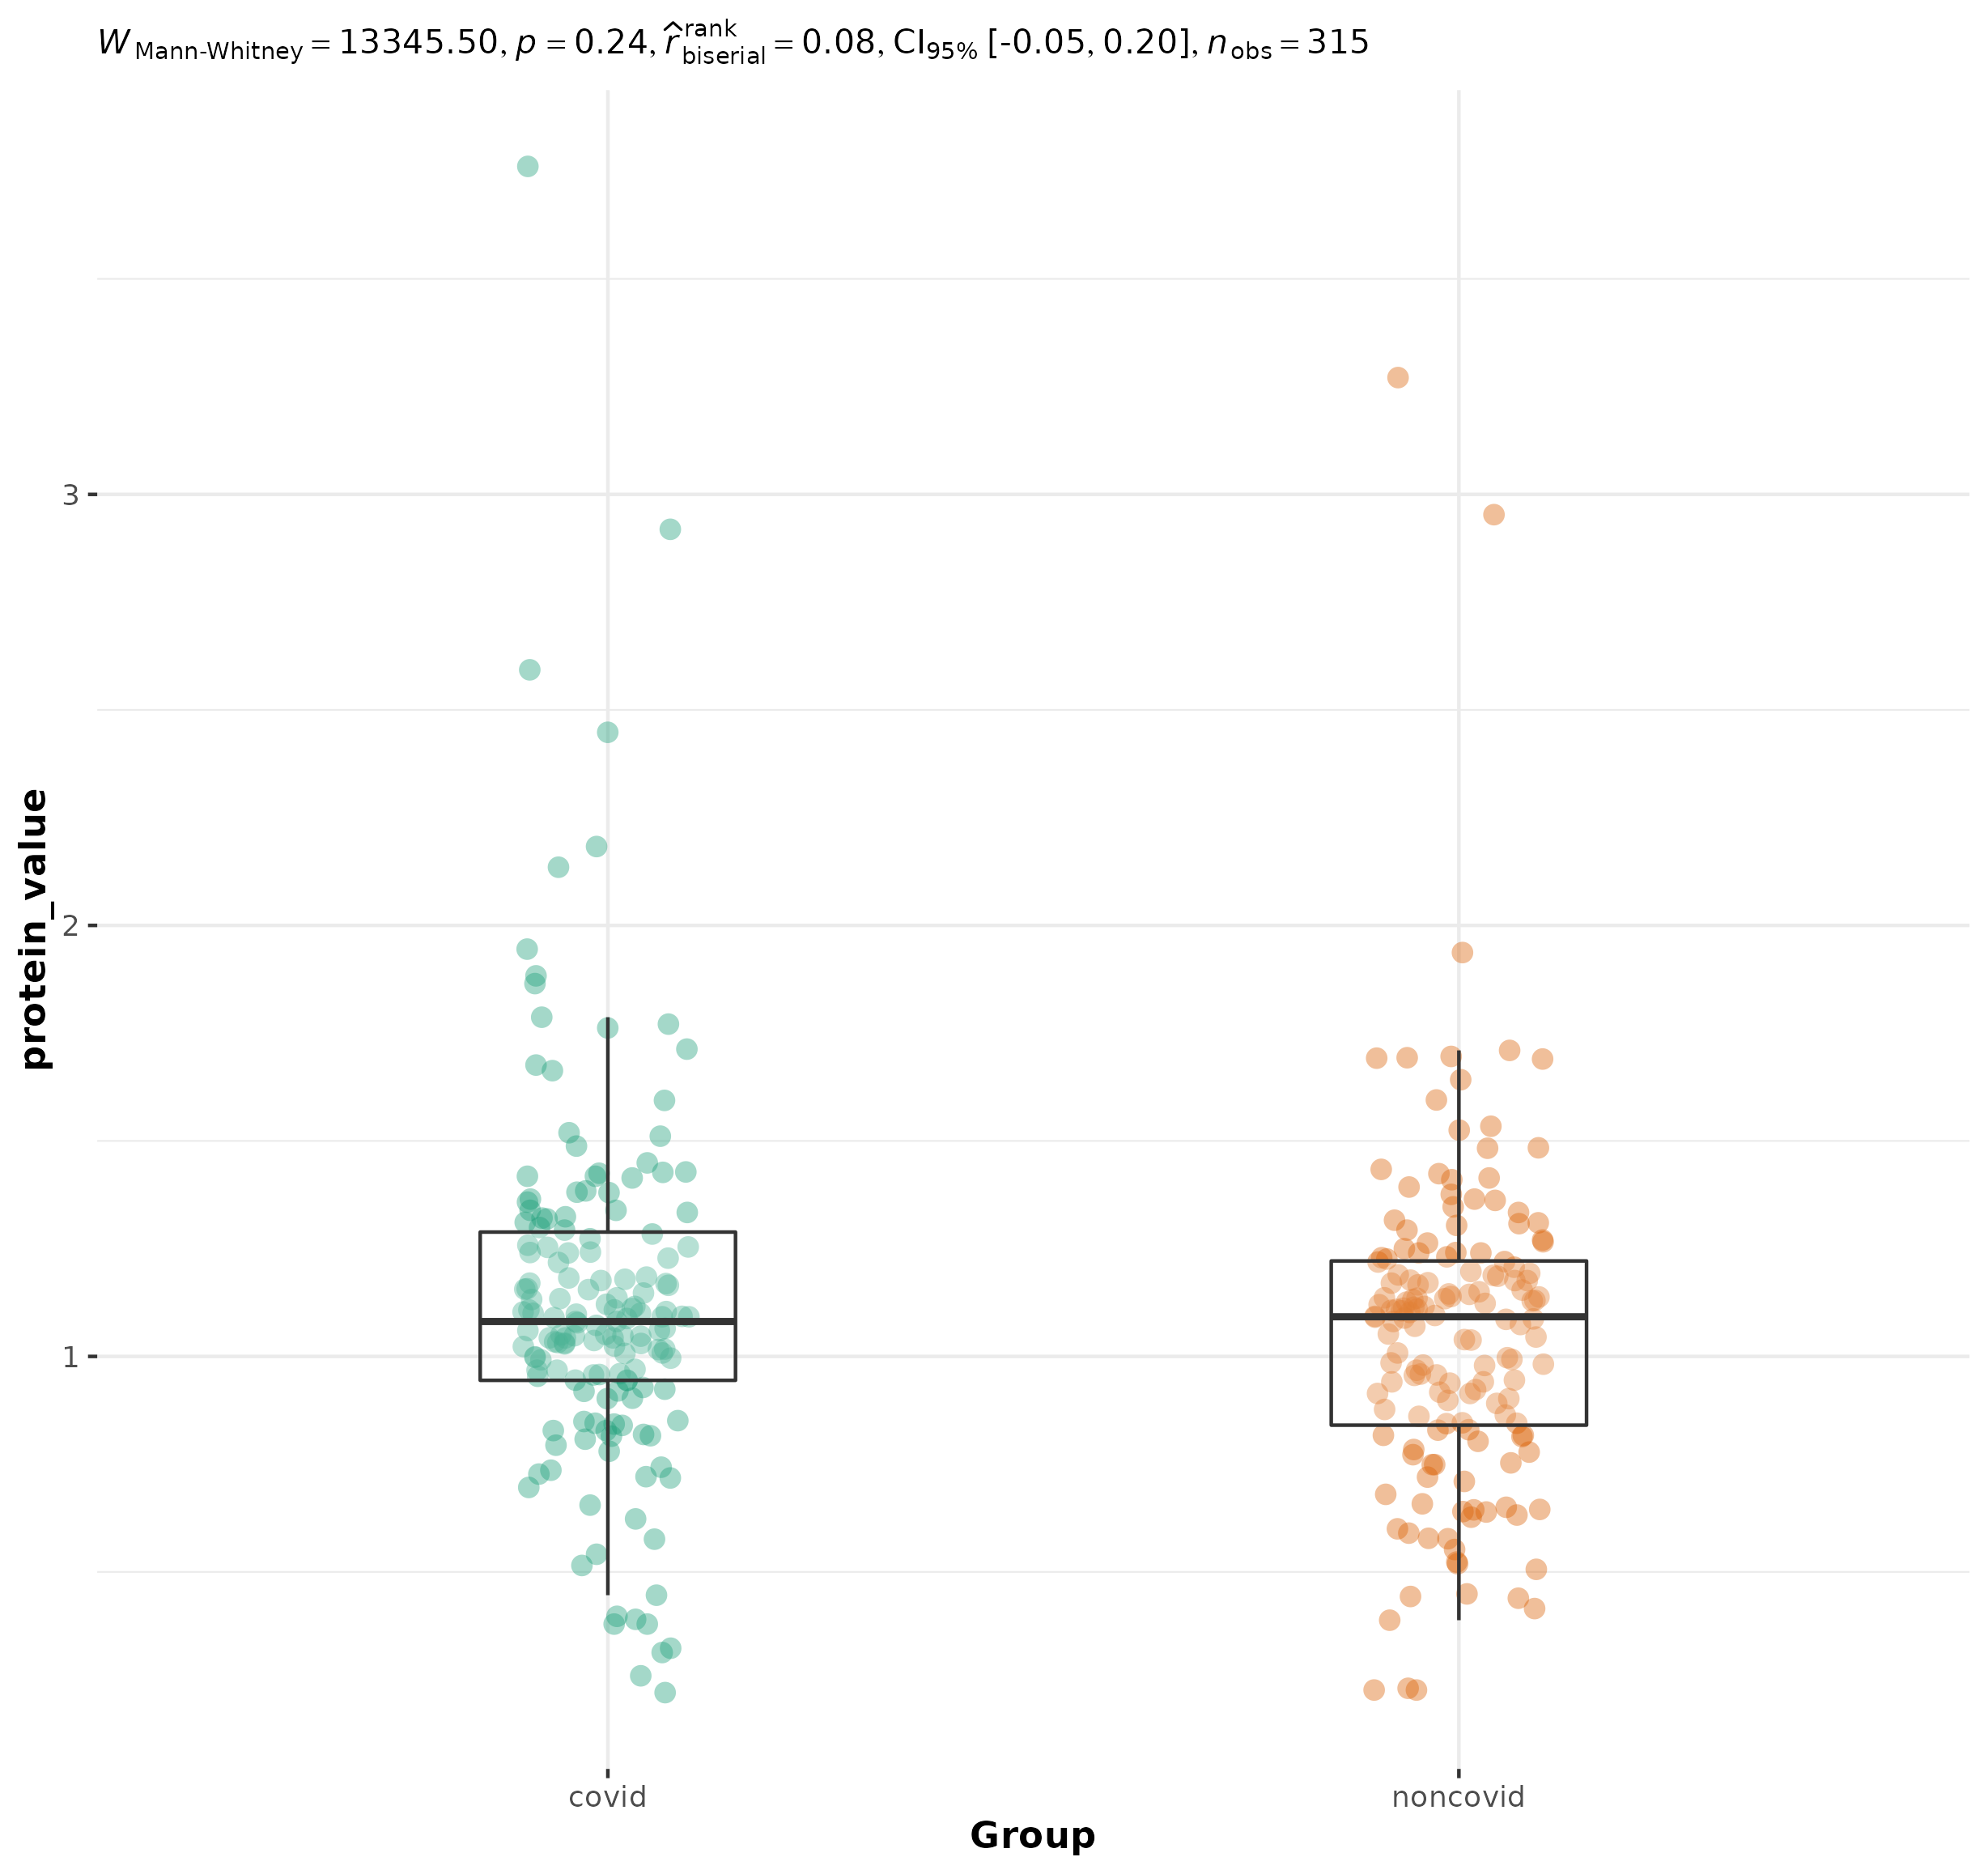 W Mann-Whitney = 13345.50, p = 0.24, r̂ rank biserial = 0.08, CI95% [-0.05, 0.20], n obs = 315
protein_value
3
2
1
covid noncovid
Group